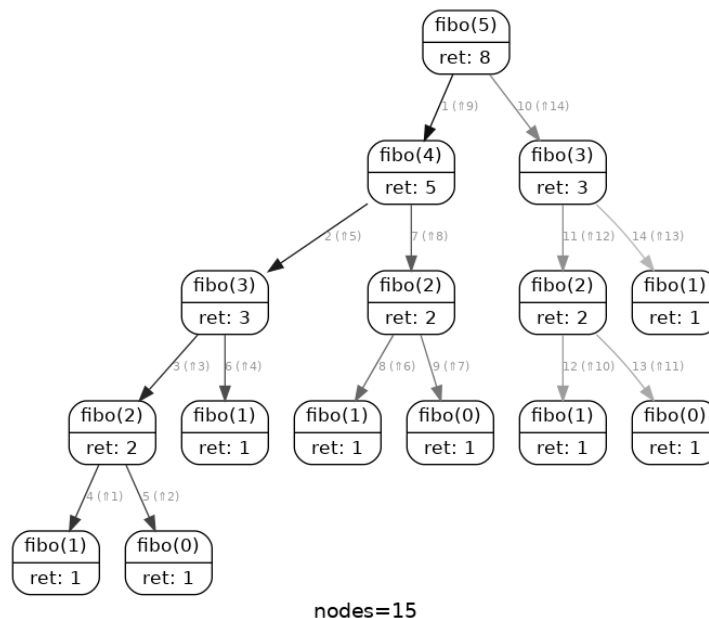 fibo(5)
ret: 8
1 (⇑9)
10 (⇑14)
fibo(4)
ret: 5
fibo(3)
ret: 3
2 (⇑5)
7 (⇑8)
11 (⇑12)
14 (⇑13)
fibo(3)
ret: 3
fibo(2)
ret: 2
fibo(2)
ret: 2
fibo(1)
ret: 1
3 (⇑3)
6 (⇑4)
8 (⇑6)
9 (⇑7)
12 (⇑10)
13 (⇑11)
fibo(2)
ret: 2
fibo(1)
ret: 1
fibo(1)
ret: 1
fibo(0)
ret: 1
fibo(1)
ret: 1
fibo(0)
ret: 1
4 (⇑1)
5 (⇑2)
fibo(1)
ret: 1
fibo(0)
ret: 1
nodes=15